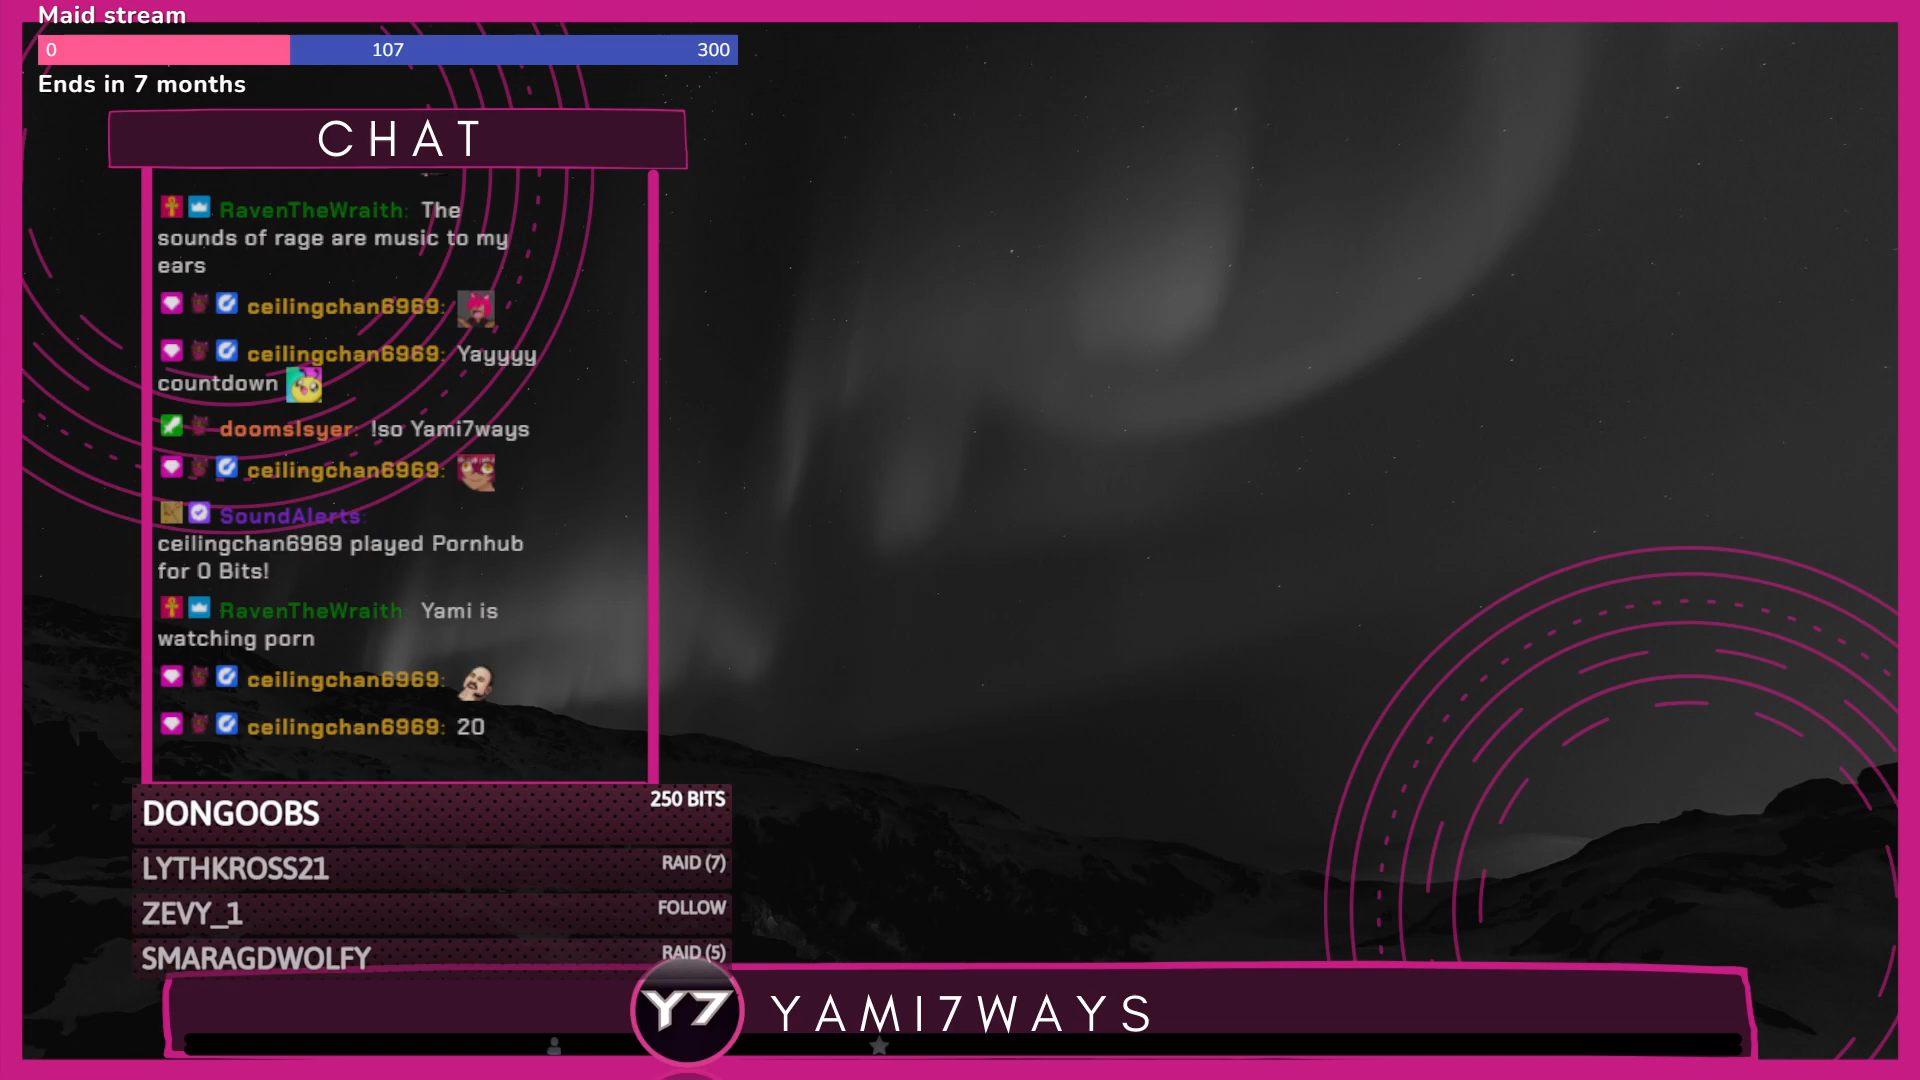 Maid stream
0 107 300
Ends in 7 months
CHAT
RavenTheWraith: The
sounds of rage are music to my
ears
ceilingchan6969:
ceilingchan6969: Yayyyy
countdown
doomslsyer: !so Yami7ways
ceilingchan6969:
SoundAlerts:
ceilingchan6969 played Pornhub
for 0 Bits!
RavenTheWraith: Yami is
watching porn
ceilingchan6969:
ceilingchan6969: 20
DONGOOBS 250 BITS
LYTHKROSS21 RAID (7)
ZEVY_1 FOLLOW
SMARAGDWOLFY RAID (5)
Y7 YAMI7WAYS